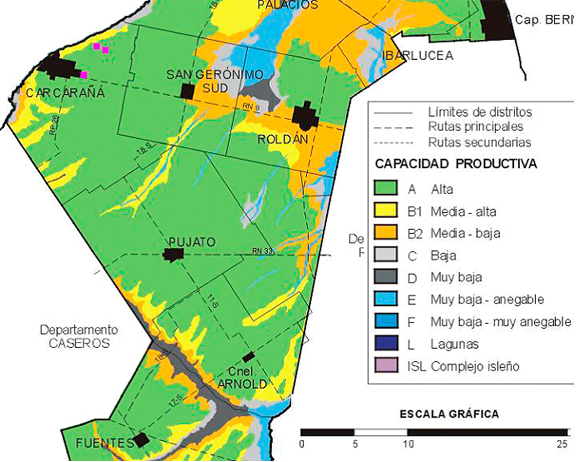 PALACIOS
Cap. BERN
IBARLUCEA
SAN GERÓNIMO
SUD
CARCARAÑÁ
RN 9
ROLDÁN
RP 26
18-S
PUJATO
RN 33
11-S
Departamento
CASEROS
Cnel.
ARNOLD
17-S
FUENTES
De
Límites de distritos
Rutas principales
Rutas secundarias
CAPACIDAD PRODUCTIVA
A Alta
B1 Media - alta
B2 Media - baja
C Baja
D Muy baja
E Muy baja - anegable
F Muy baja - muy anegable
L Lagunas
ISL Complejo isleño
ESCALA GRÁFICA
0 5 10 25